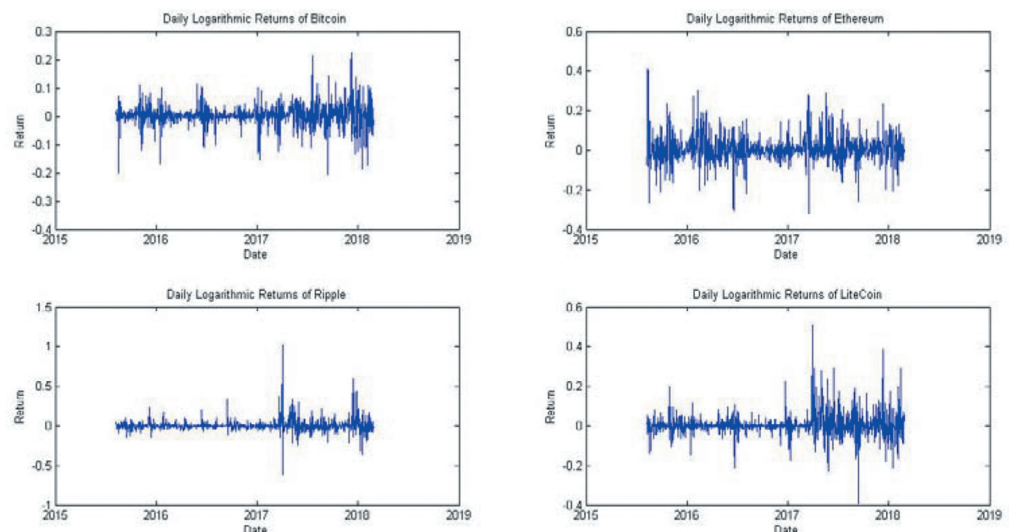 Daily Logarithmic Returns of Bitcoin
0.3
0.2
0.1
0
-0.1
-0.2
-0.3
-0.4
Return
2015 2016 2017 2018 2019
Date
Daily Logarithmic Returns of Ethereum
0.6
0.4
0.2
0
-0.2
-0.4
Return
2015 2016 2017 2018 2019
Date
Daily Logarithmic Returns of Ripple
1.5
1
0.5
0
-0.5
-1
Return
2015 2016 2017 2018 2019
Date
Daily Logarithmic Returns of LiteCoin
0.6
0.4
0.2
0
-0.2
-0.4
Return
2015 2016 2017 2018 2019
Date